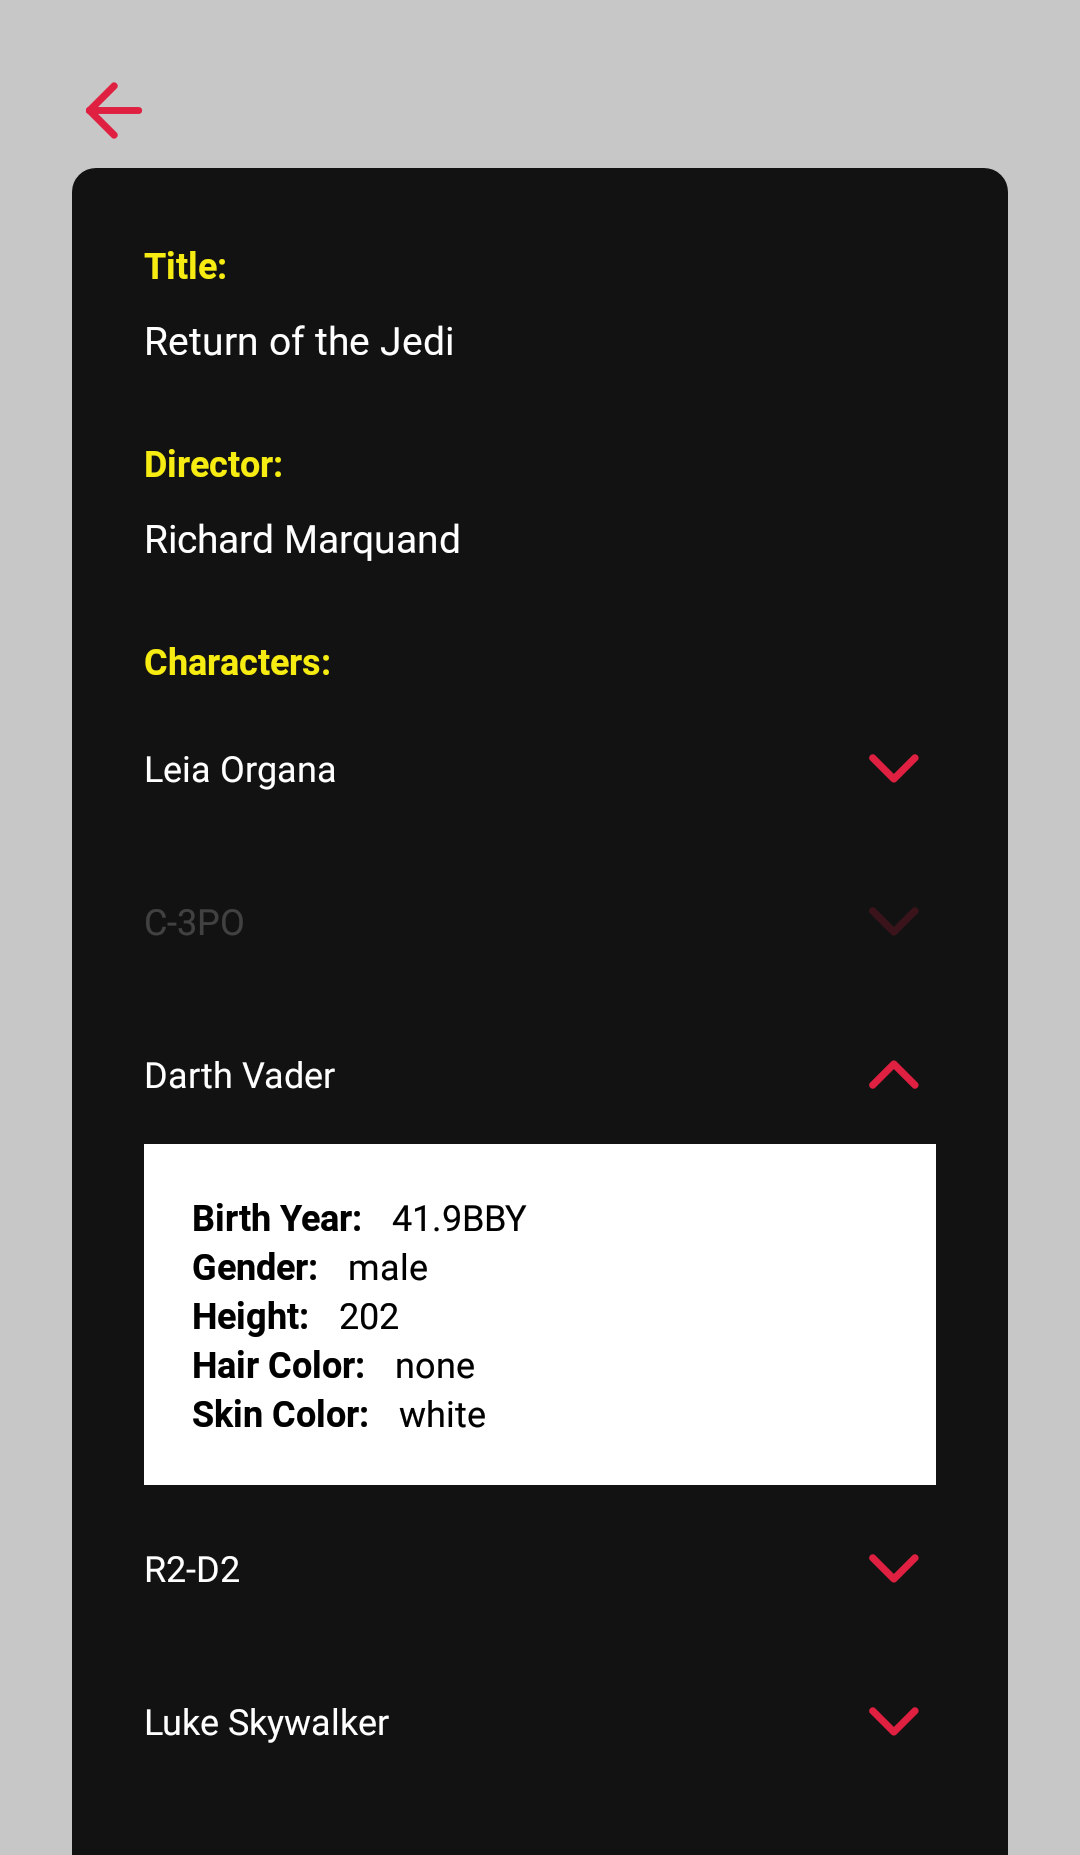 Title:
Return of the Jedi
Director:
Richard Marquand
Characters:
Leia Organa
C-3PO
Darth Vader
Birth Year: 41.9BBY
Gender: male
Height: 202
Hair Color: none
Skin Color: white
R2-D2
Luke Skywalker